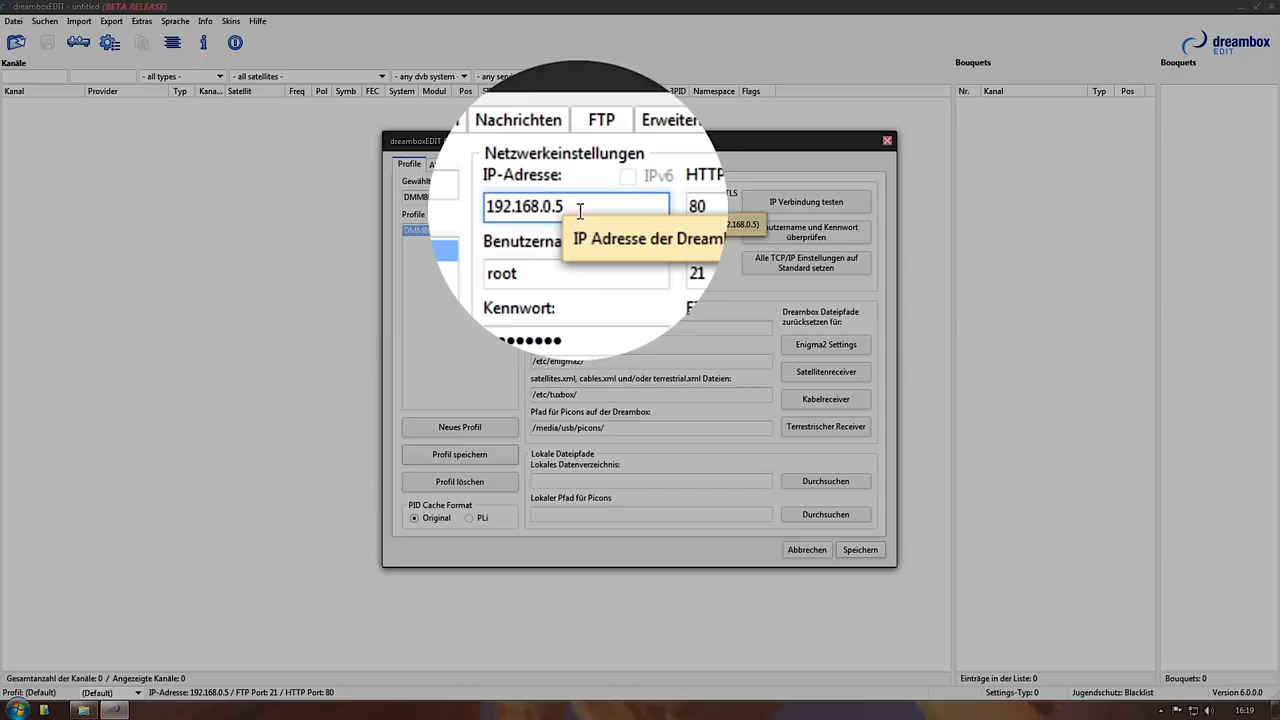 dreamboxEDIT - untitled (BETA RELEASE)
Datei Suchen Import Export Extras Sprache Info Skins Hilfe
dreambox
EDIT
Kanäle
Bouquets
Bouquets
- all types -
- all satellites -
- any dvb system -
Kanal Provider Typ Kana... Satellit Freq Pol Symb FEC System Modul Pos
Namespace Flags
Nr. Kanal Typ Pos
dreamboxEDIT
Profile
Nachrichten FTP
Netzwerkeinstellungen
IP-Adresse: IPv6 HTTP
192.168.0.5 80
IP Adresse der
.168.0.5)
root 21
Kennwort:
●●●●●●●
IP Verbindung testen
und Kennwort
überprüfen
Alle TCP/IP Einstellungen auf
Standard setzen
Profile
Dreambox Dateipfade
zurücksetzen für:
Enigma2 Settings
/etc/enigma2/
Satellitenreceiver
satellites.xml, cables.xml und/oder terrestrial.xml Dateien:
/etc/tuxbox/
Kabelreceiver
Pfad für Picons auf der Dreambox:
/media/usb/picons/
Terrestrischer Receiver
Neues Profil
Profil speichern
Profil löschen
PID Cache Format
Original PLi
Lokale Dateipfade
Lokales Datenverzeichnis:
Durchsuchen
Lokaler Pfad für Picons
Durchsuchen
Abbrechen Speichern
Gesamtanzahl der Kanäle: 0 / Angezeigte Kanäle: 0
Einträge in der Liste: 0
Bouquets: 0
Profil: (Default) (Default) IP-Adresse: 192.168.0.5 / FTP Port: 21 / HTTP Port: 80
Settings-Typ: 0 Jugendschutz: Blacklist Version 6.0.0.0
16:19